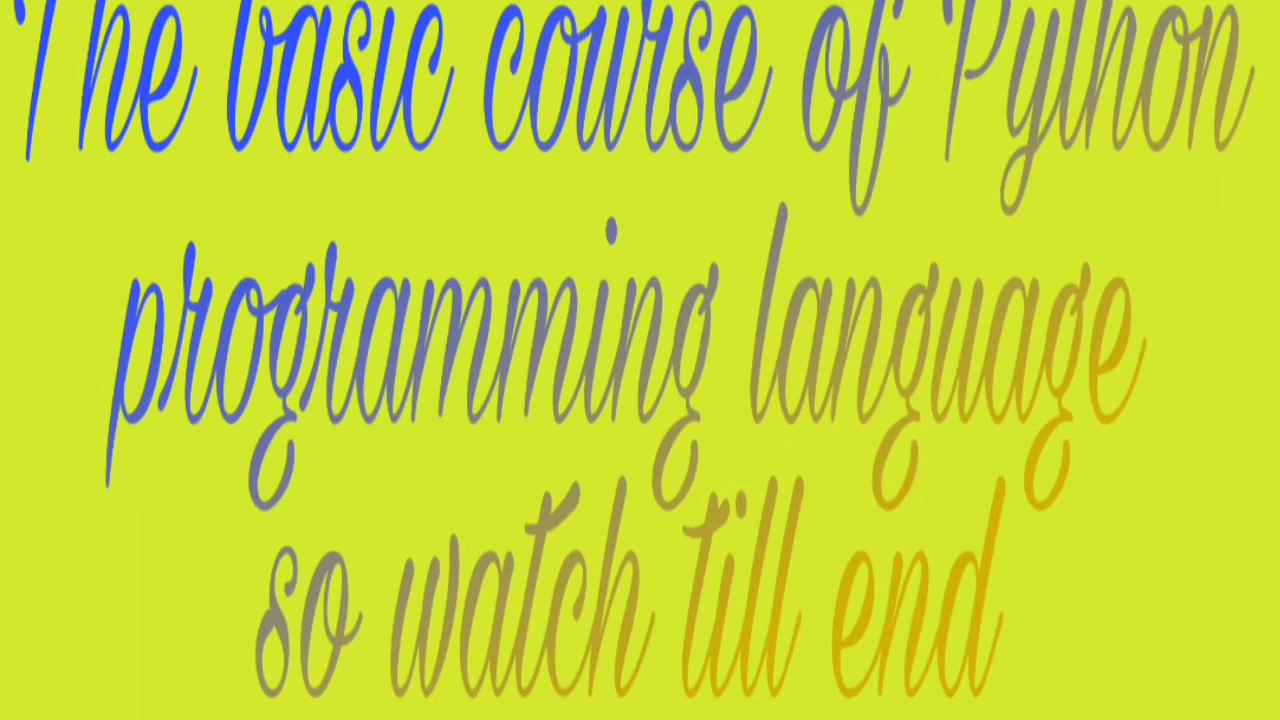 The basic course of Python
programming language
so watch till end